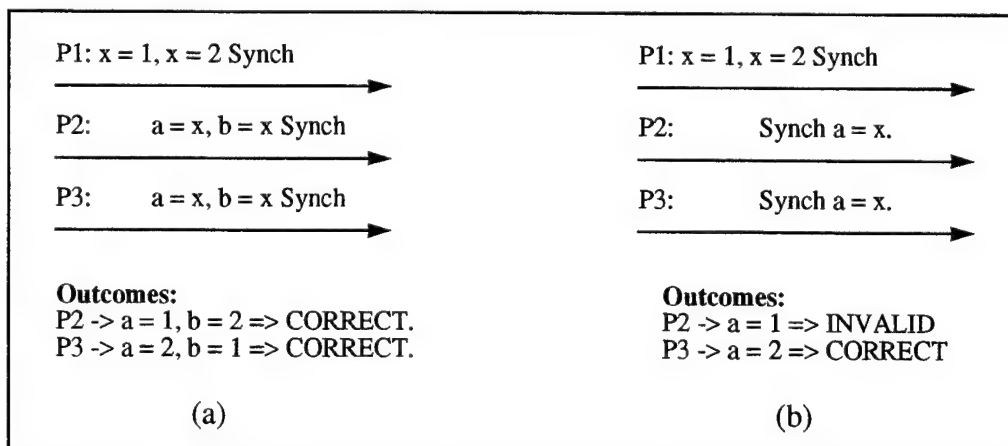 P1: x = 1, x = 2 Synch
P2: a = x, b = x Synch
P3: a = x, b = x Synch
Outcomes:
P2 -> a = 1, b = 2 => CORRECT.
P3 -> a = 2, b = 1 => CORRECT.
(a)
P1: x = 1, x = 2 Synch
P2: Synch a = x.
P3: Synch a = x.
Outcomes:
P2 -> a = 1 => INVALID
P3 -> a = 2 => CORRECT
(b)